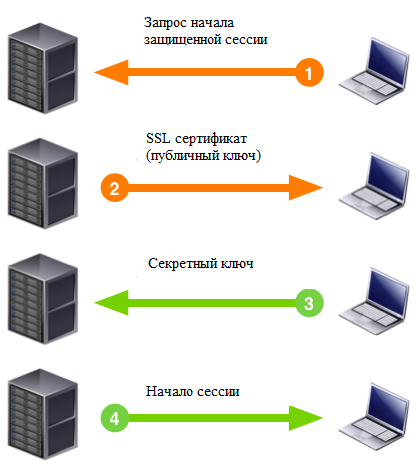 Запрос начала
защищенной сессии
1
SSL сертификат
(публичный ключ)
2
Секретный ключ
3
Начало сессии
4